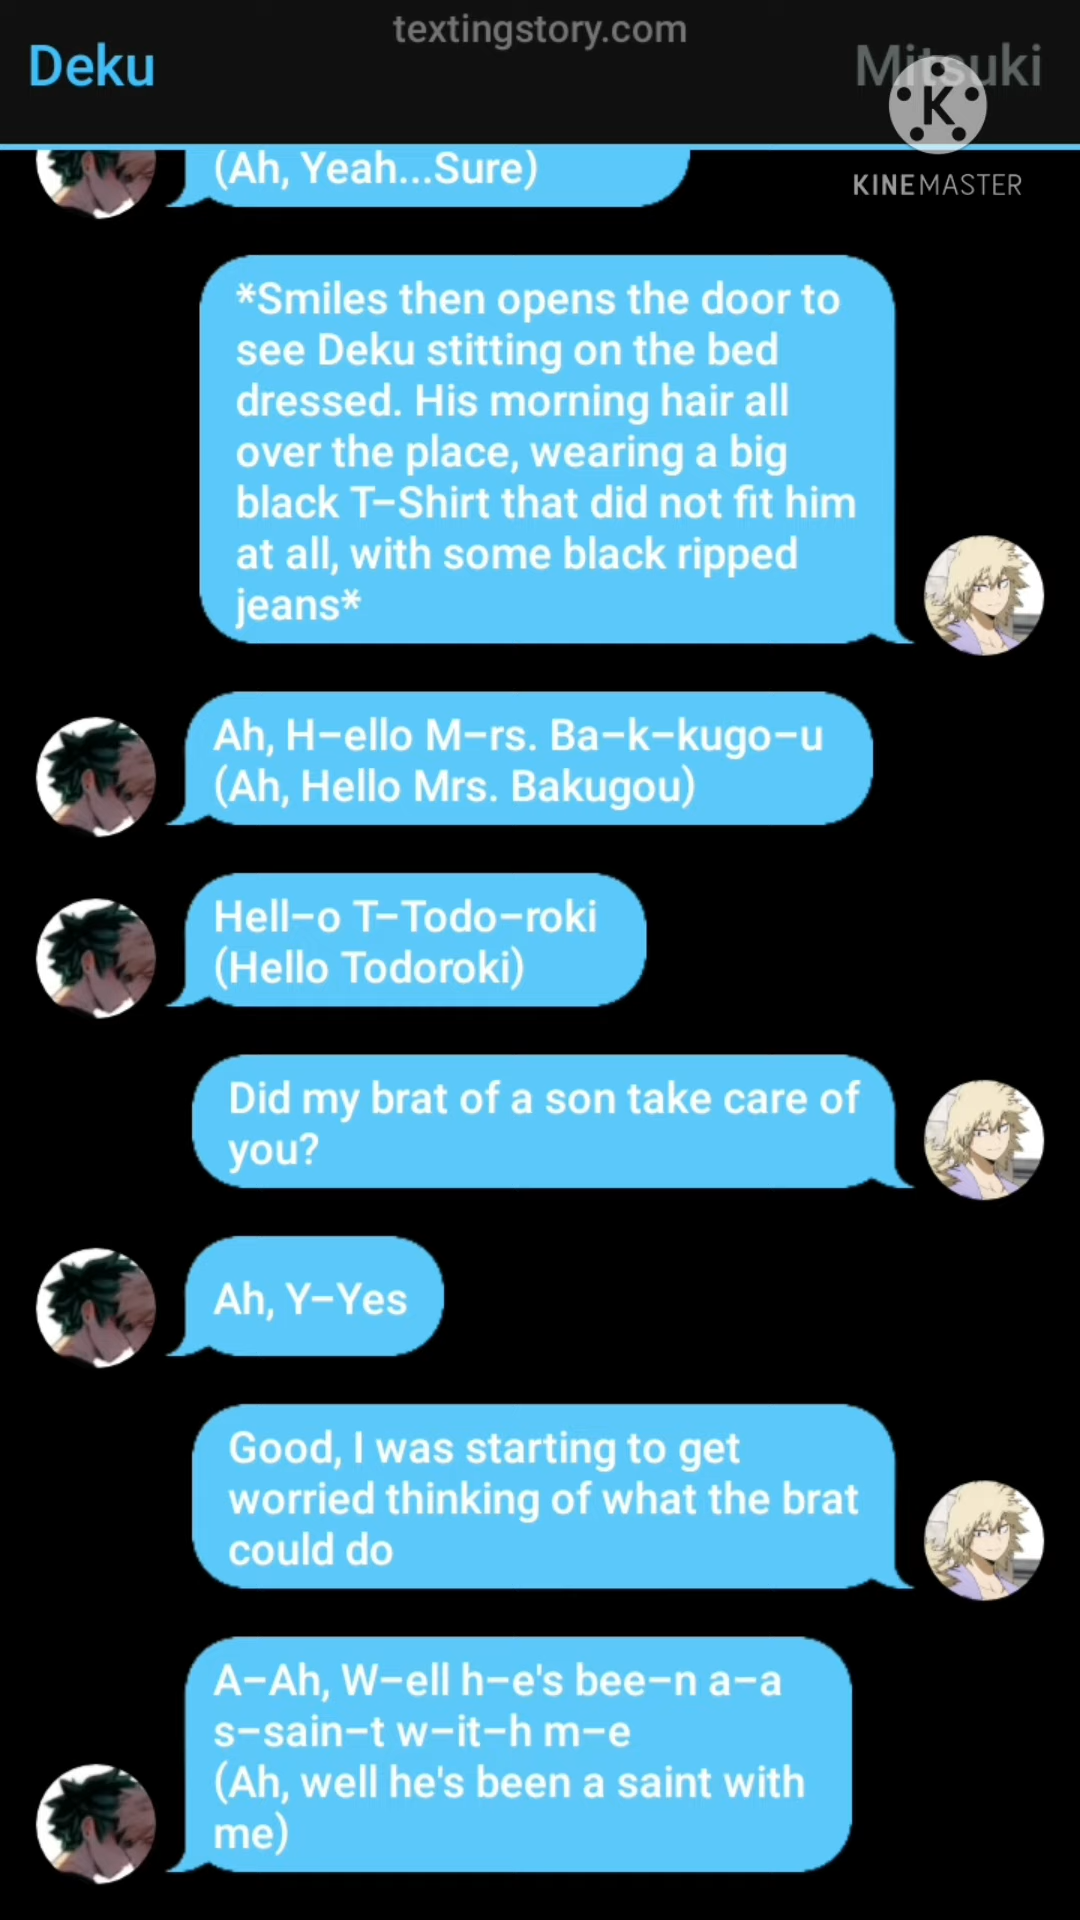 textingstory.com
Deku
Mitsuki
K
KINEMASTER
(Ah, Yeah...Sure)
*Smiles then opens the door to
see Deku stitting on the bed
dressed. His morning hair all
over the place, wearing a big
black T–Shirt that did not fit him
at all, with some black ripped
jeans*
Ah, H–ello M–rs. Ba–k–kugo–u
(Ah, Hello Mrs. Bakugou)
Hell–o T–Todo–roki
(Hello Todoroki)
Did my brat of a son take care of
you?
Ah, Y–Yes
Good, I was starting to get
worried thinking of what the brat
could do
A–Ah, W–ell h–e's bee–n a–a
s–sain–t w–it–h m–e
(Ah, well he's been a saint with
me)